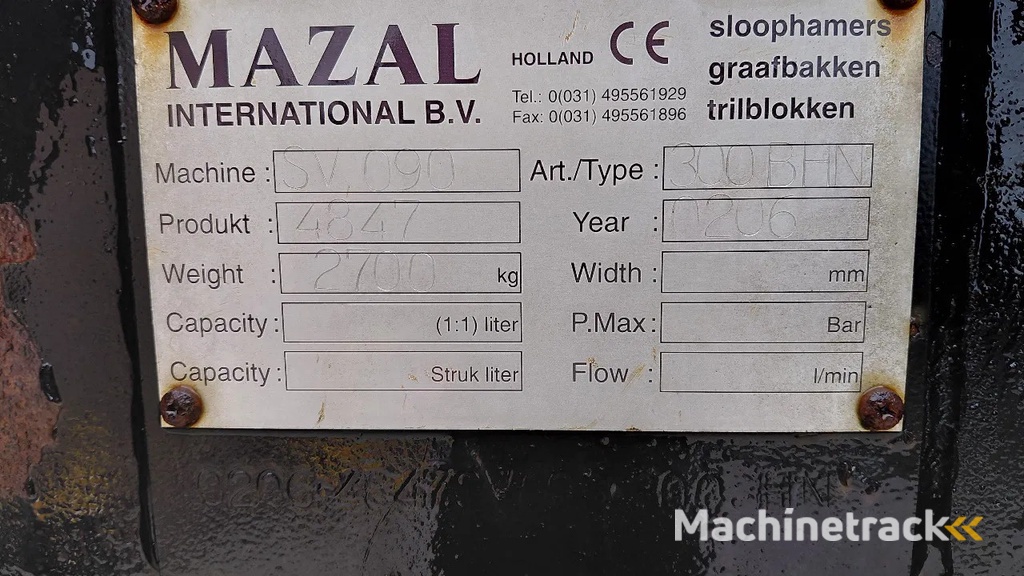 MAZAL
INTERNATIONAL B.V.
HOLLAND CE
Tel.: 0(031) 495561929
Fax: 0(031) 495561896
sloophamers
graafbakken
trilblokken
Machine : SV.090
Art./Type : 300 BHN
Produkt : 4847
Year : 0206
Weight : 2700 kg
Width : mm
Capacity : (1:1) liter
P.Max : Bar
Capacity : Struk liter
Flow : l/min
Machinetrack